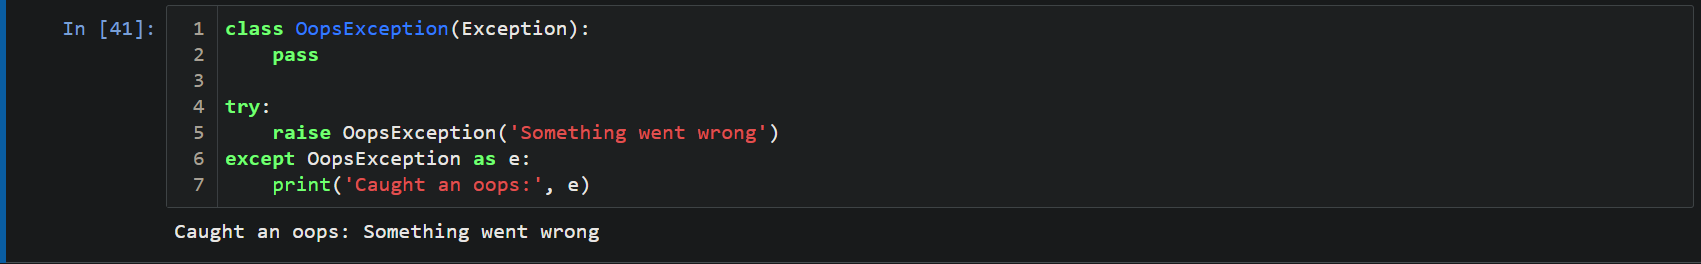 In [41]:
1 class OopsException(Exception):
2     pass
3
4 try:
5     raise OopsException('Something went wrong')
6 except OopsException as e:
7     print('Caught an oops:', e)
Caught an oops: Something went wrong